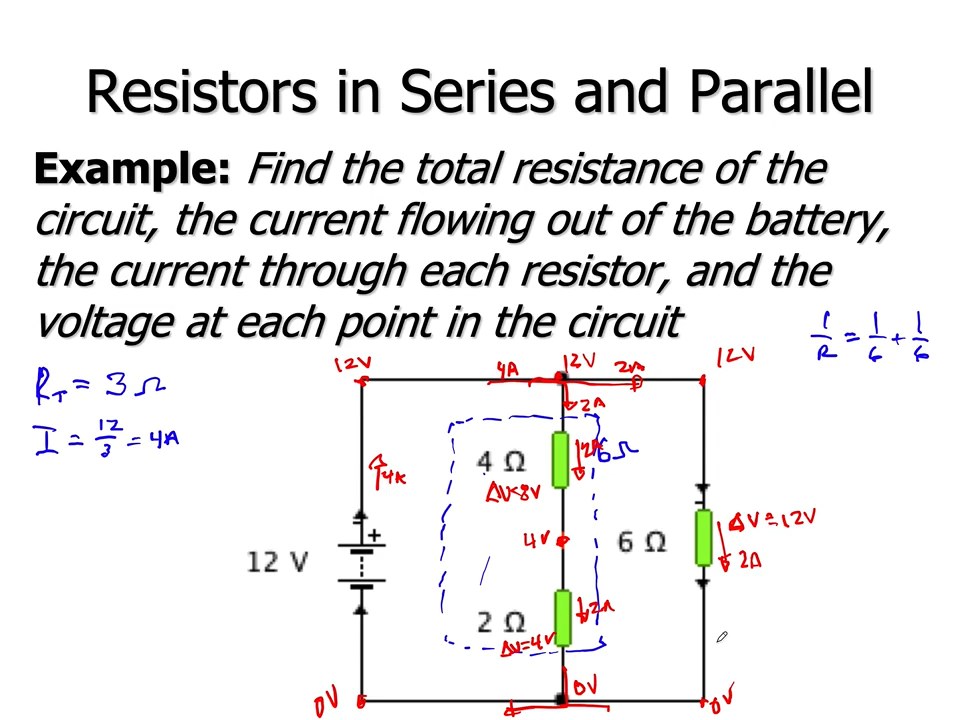 Resistors in Series and Parallel
Example: Find the total resistance of the
circuit, the current flowing out of the battery,
the current through each resistor, and the
voltage at each point in the circuit
1/R = 1/6 + 1/6
R_T = 3 Ω
I = 12/3 = 4A
12V
4A
12V
2A
12V
2A
4 Ω
2A
6Ω
ΔV=8V
4A
12 V
+
4V
6 Ω
ΔV=12V
2A
2 Ω
2A
ΔV=4V
0V
0V
0V